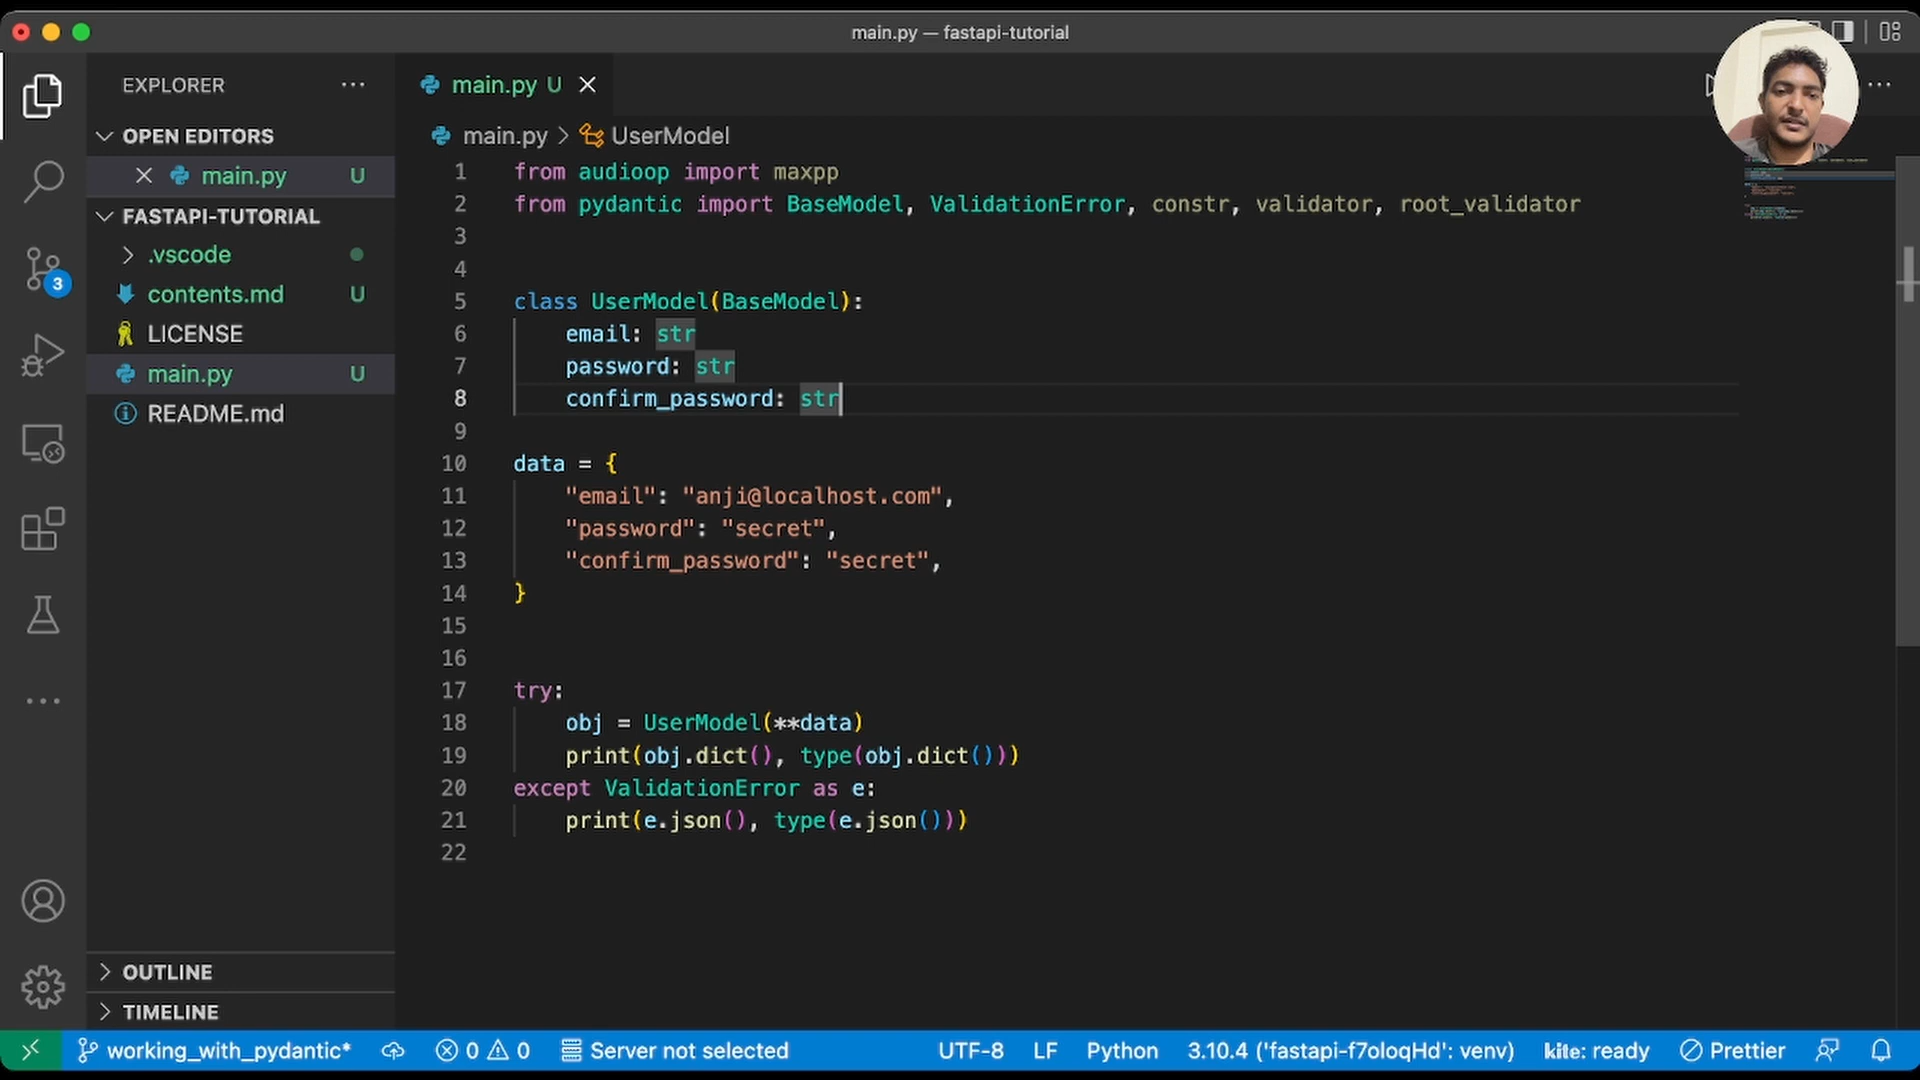 main.py — fastapi-tutorial
EXPLORER
OPEN EDITORS
main.py U
FASTAPI-TUTORIAL
.vscode
contents.md U
LICENSE
main.py U
README.md
OUTLINE
TIMELINE
3
main.py U
main.py > UserModel
1 from audioop import maxpp
2 from pydantic import BaseModel, ValidationError, constr, validator, root_validator
3
4
5 class UserModel(BaseModel):
6     email: str
7     password: str
8     confirm_password: str
9
10 data = {
11     "email": "anji@localhost.com",
12     "password": "secret",
13     "confirm_password": "secret",
14 }
15
16
17 try:
18     obj = UserModel(**data)
19     print(obj.dict(), type(obj.dict()))
20 except ValidationError as e:
21     print(e.json(), type(e.json()))
22
working_with_pydantic* 0 0 Server not selected UTF-8 LF Python 3.10.4 ('fastapi-f7oloqHd': venv) kite: ready Prettier